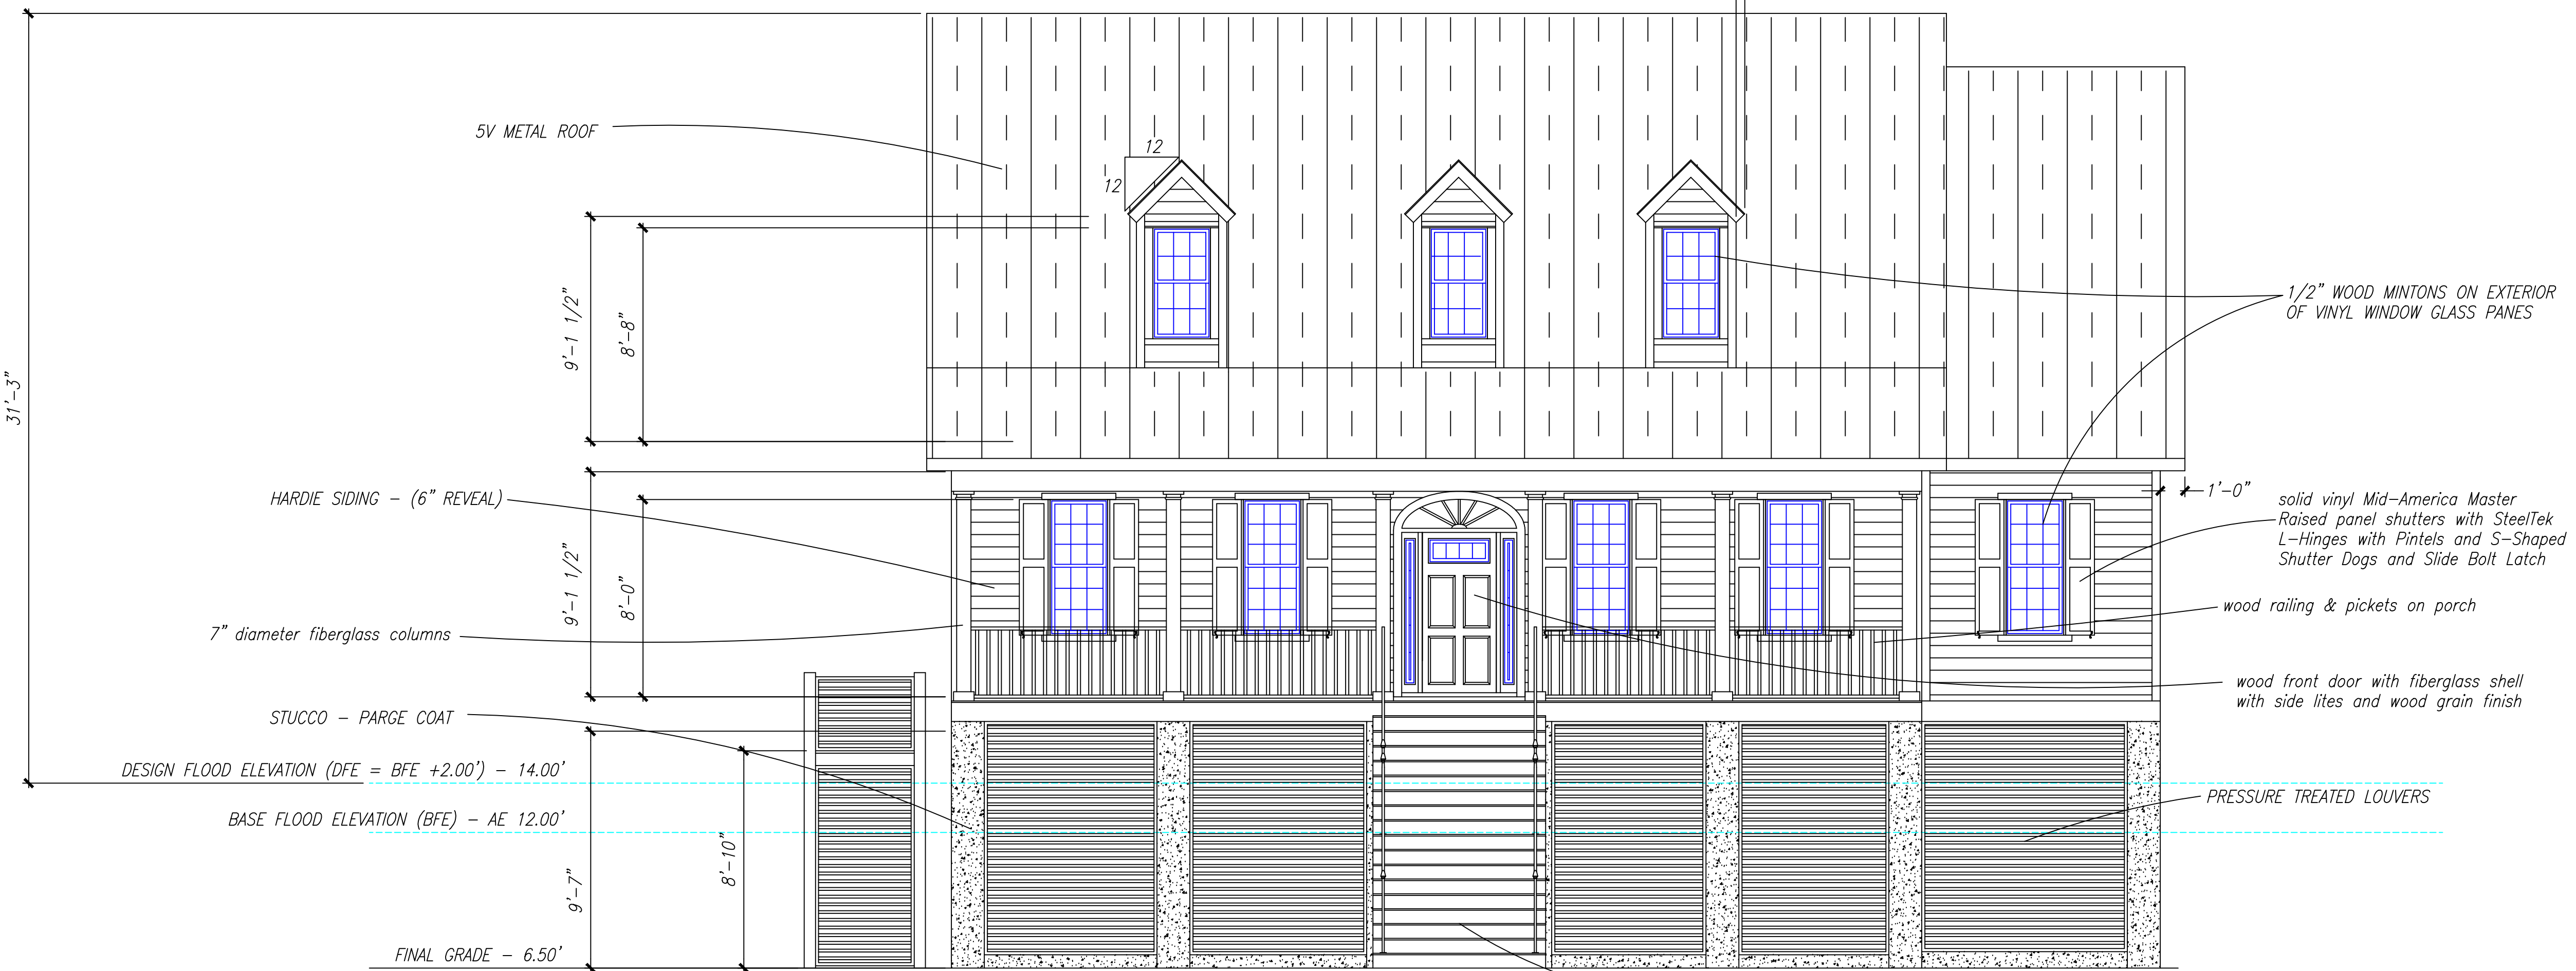 31'-3"
5V METAL ROOF
12
12
9'-1 1/2"
8'-8"
1/2" WOOD MINTONS ON EXTERIOR
OF VINYL WINDOW GLASS PANES
HARDIE SIDING - (6" REVEAL)
9'-1 1/2"
8'-0"
1'-0"
solid vinyl Mid-America Master
Raised panel shutters with SteelTek
L-Hinges with Pintels and S-Shaped
Shutter Dogs and Slide Bolt Latch
7" diameter fiberglass columns
wood railing & pickets on porch
wood front door with fiberglass shell
with side lites and wood grain finish
STUCCO - PARGE COAT
DESIGN FLOOD ELEVATION (DFE = BFE +2.00') - 14.00'
BASE FLOOD ELEVATION (BFE) - AE 12.00'
PRESSURE TREATED LOUVERS
9'-7"
8'-10"
FINAL GRADE - 6.50'